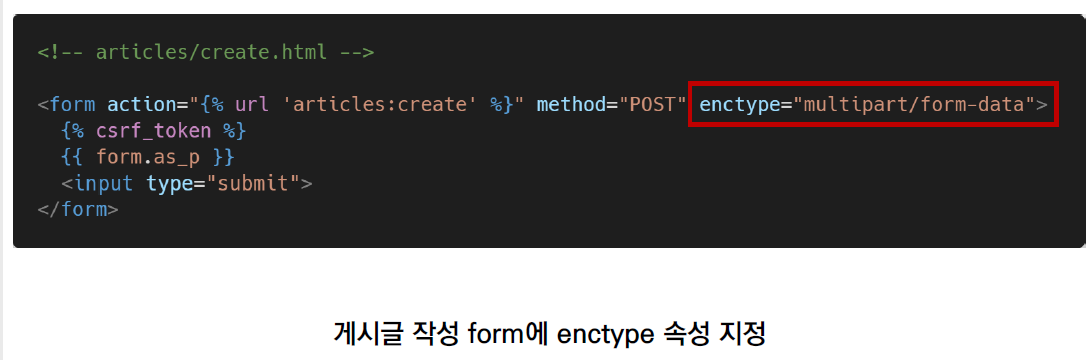 <!-- articles/create.html -->
<form action="{% url 'articles:create' %}" method="POST" enctype="multipart/form-data">
{% csrf_token %}
{{ form.as_p }}
<input type="submit">
</form>
게시글 작성 form에 enctype 속성 지정